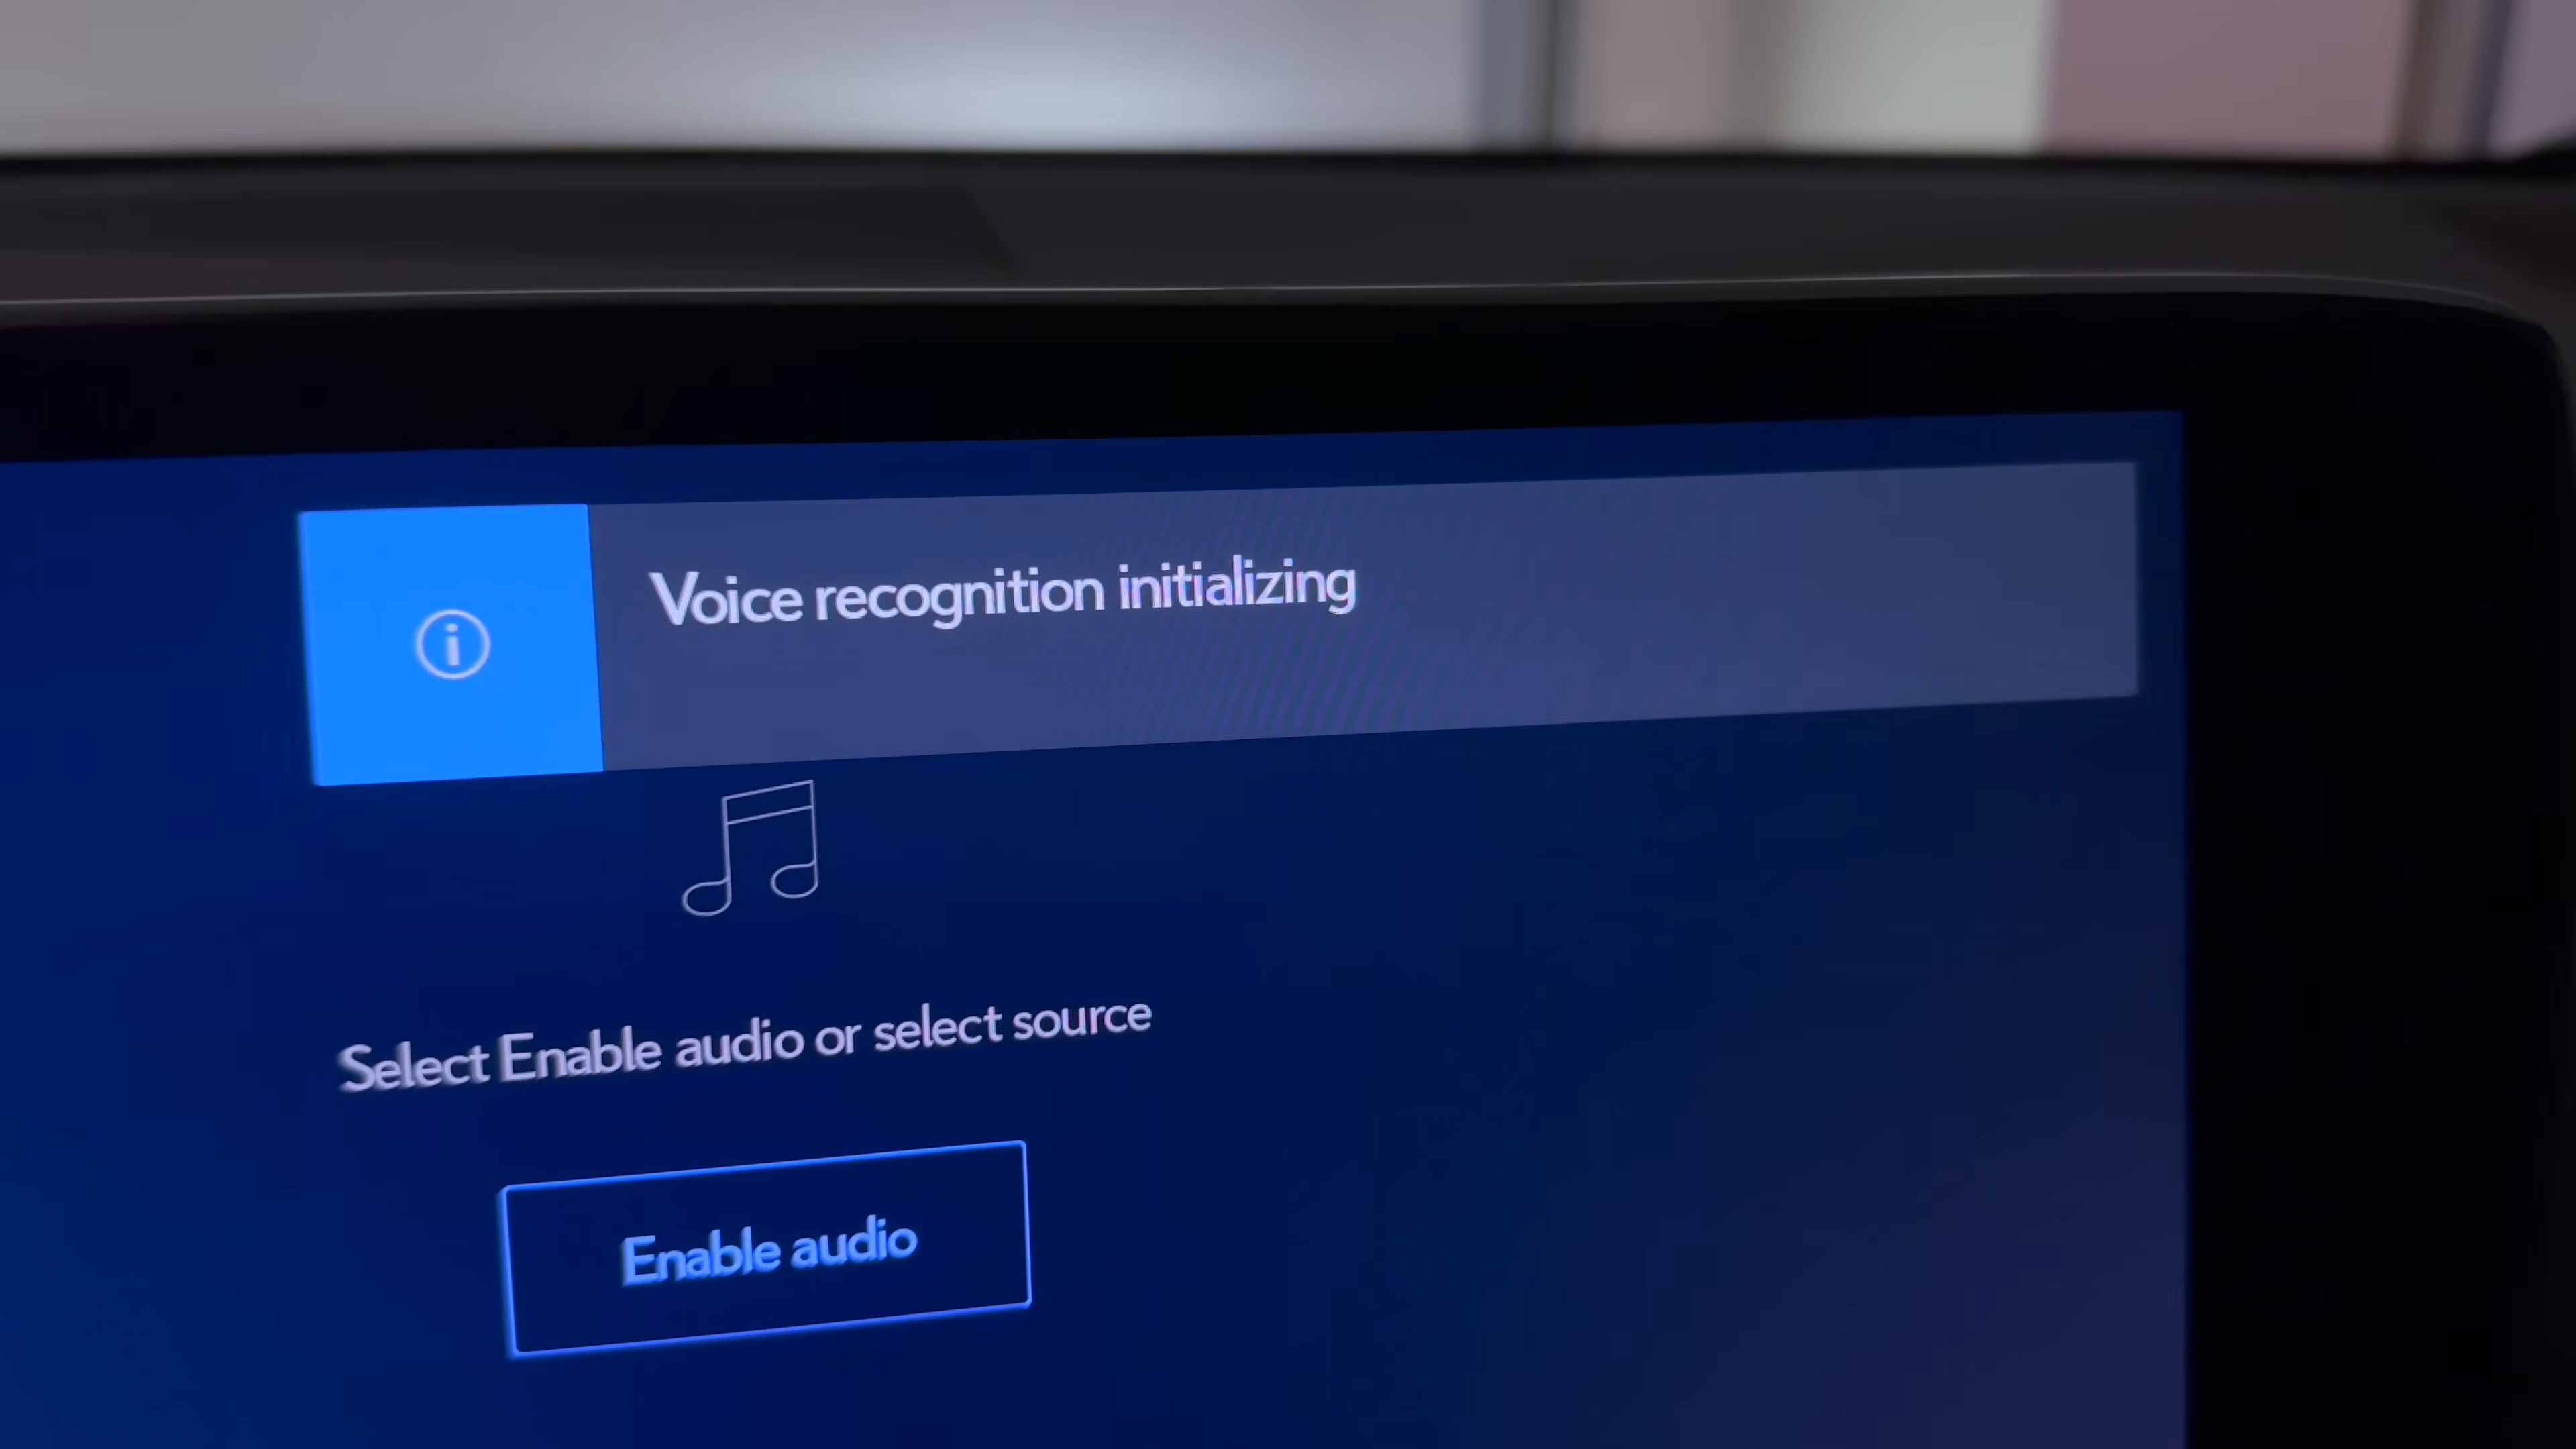 Voice recognition initializing
Select Enable audio or select source
Enable audio